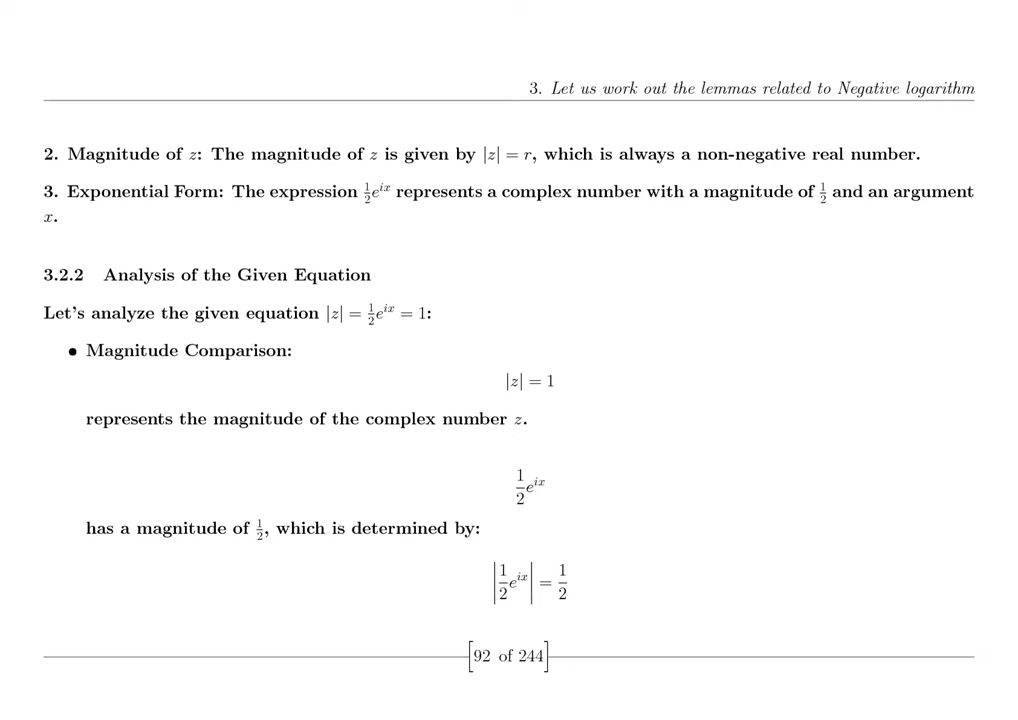 3. Let us work out the lemmas related to Negative logarithm
2. Magnitude of z: The magnitude of z is given by |z| = r, which is always a non-negative real number.
3. Exponential Form: The expression ½e^{ix} represents a complex number with a magnitude of ½ and an argument
x.
3.2.2 Analysis of the Given Equation
Let's analyze the given equation |z| = ½e^{ix} = 1:
• Magnitude Comparison:
|z| = 1
represents the magnitude of the complex number z.
½e^{ix}
has a magnitude of ½, which is determined by:
|½e^{ix}| = ½
[92 of 244]